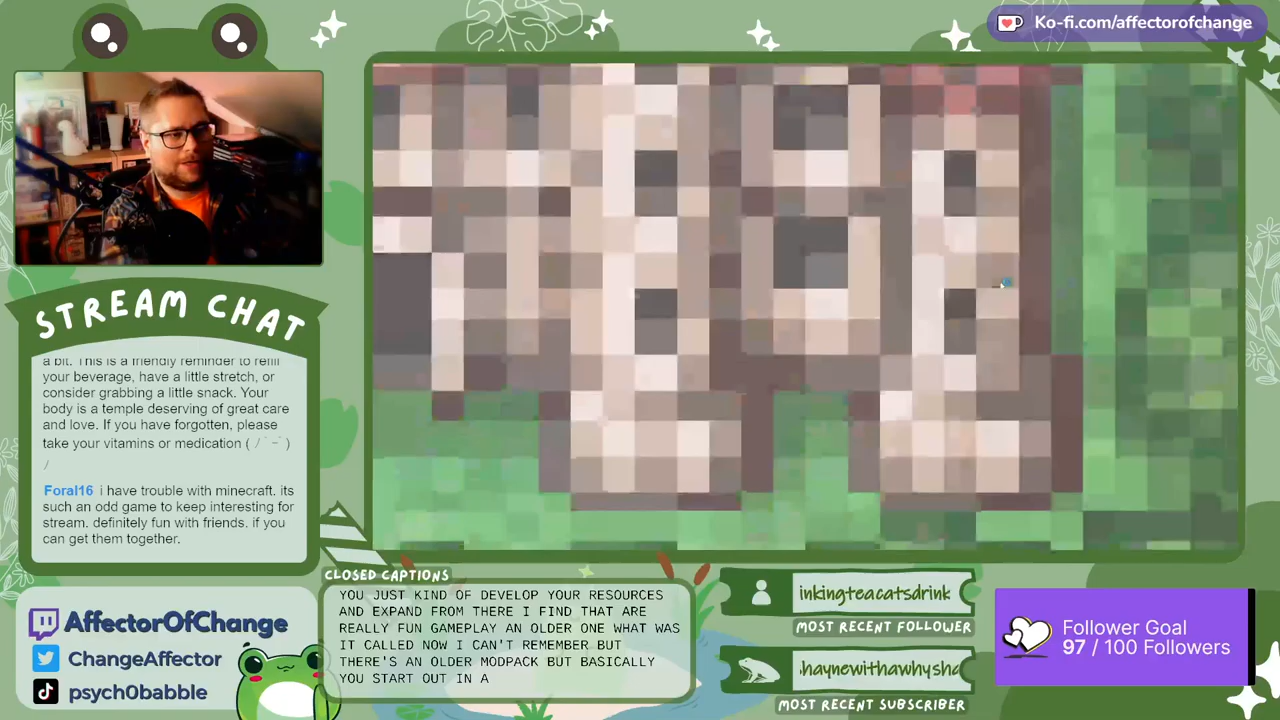 Ko-fi.com/affectorofchange
STREAM CHAT
a bit. This is a friendly reminder to refill
your beverage, have a little stretch, or
consider grabbing a little snack. Your
body is a temple deserving of great care
and love. If you have forgotten, please
take your vitamins or medication ( / ˙ - ˙ )
/
Foral16 i have trouble with minecraft. its
such an odd game to keep interesting for
stream. definitely fun with friends. if you
can get them together.
AffectorOfChange
ChangeAffector
psych0babble
CLOSED CAPTIONS
YOU JUST KIND OF DEVELOP YOUR RESOURCES
AND EXPAND FROM THERE I FIND THAT ARE
REALLY FUN GAMEPLAY AN OLDER ONE WHAT WAS
IT CALLED NOW I CAN'T REMEMBER BUT
THERE'S AN OLDER MODPACK BUT BASICALLY
YOU START OUT IN A
inkingteacatsdrink
MOST RECENT FOLLOWER
haynewithawhysha
MOST RECENT SUBSCRIBER
Follower Goal
97 / 100 Followers